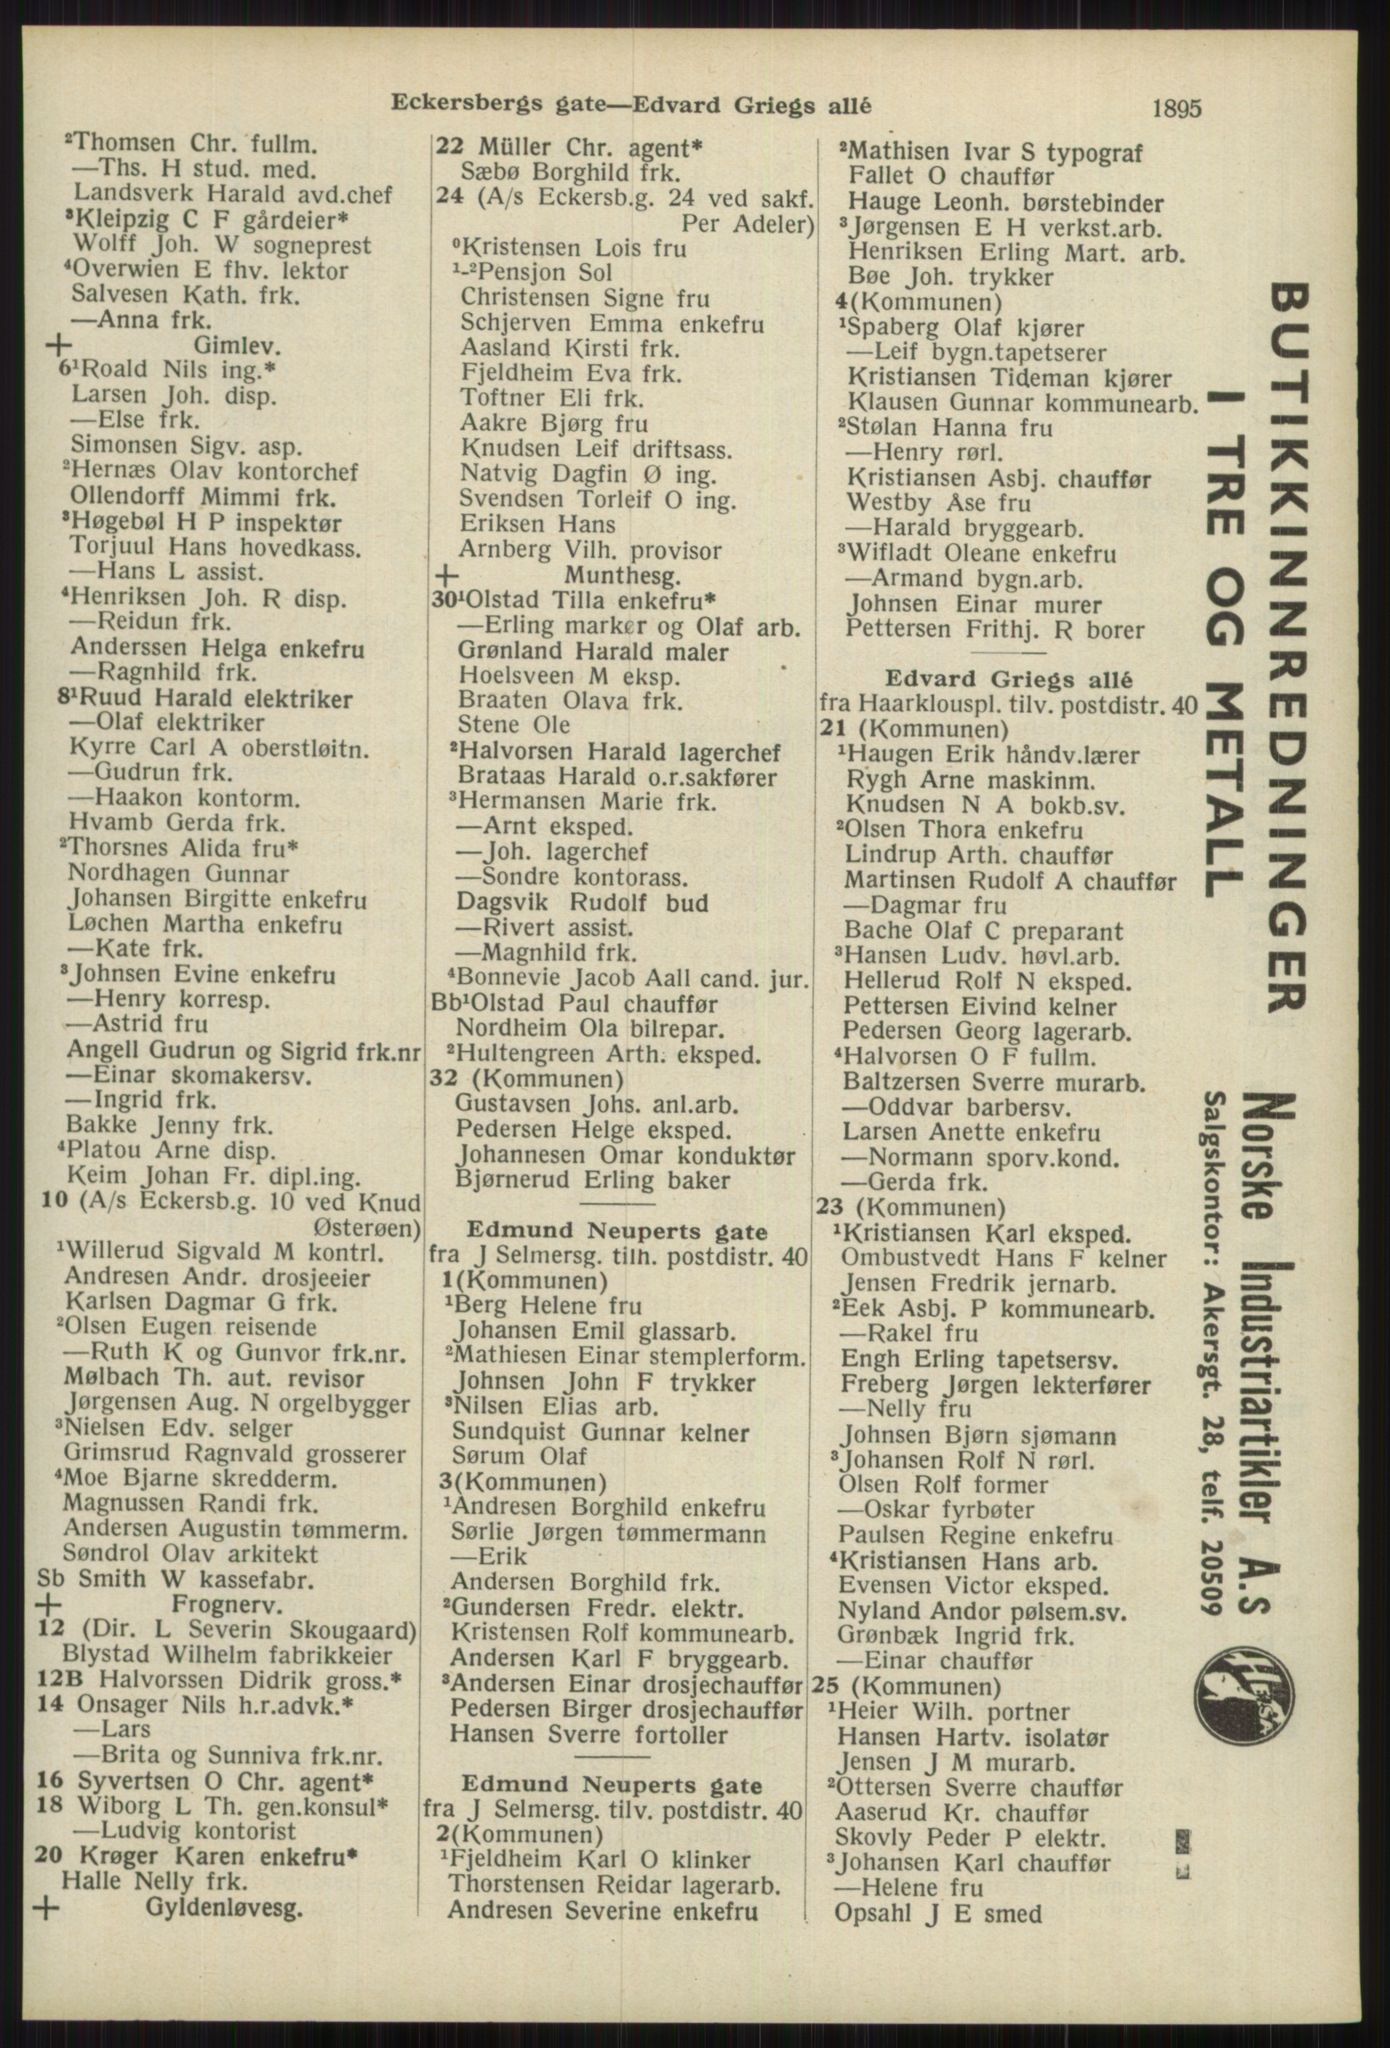 Eckersbergs gate—Edvard Griegs allé
1895
²Thomsen Chr. fullm.
—Ths. H stud. med.
Landsverk Harald avd.chef
³Kleipzig C F gårdeier*
Wolff Joh. W sogneprest
⁴Overwien E fhv. lektor
Salvesen Kath. frk.
—Anna frk.
+ Gimlev.
6¹Roald Nils ing.*
Larsen Joh. disp.
—Else frk.
Simonsen Sigv. asp.
²Hernæs Olav kontorchef
Ollendorff Mimmi frk.
³Høgebøl H P inspektør
Torjuul Hans hovedkass.
—Hans L assist.
⁴Henriksen Joh. R disp.
—Reidun frk.
Anderssen Helga enkefru
—Ragnhild frk.
8¹Ruud Harald elektriker
—Olaf elektriker
Kyrre Carl A oberstløitn.
—Gudrun frk.
—Haakon kontorm.
Hvamb Gerda frk.
²Thorsnes Alida fru*
Nordhagen Gunnar
Johansen Birgitte enkefru
Løchen Martha enkefru
—Kate frk.
³Johnsen Evine enkefru
—Henry korresp.
—Astrid fru
Angell Gudrun og Sigrid frk.nr
—Einar skomakersv.
—Ingrid frk.
Bakke Jenny frk.
⁴Platou Arne disp.
Keim Johan Fr. dipl.ing.
10 (A/s Eckersb.g. 10 ved Knud
Østerøen)
¹Willerud Sigvald M kontrl.
Andresen Andr. drosjeeier
Karlsen Dagmar G frk.
²Olsen Eugen reisende
—Ruth K og Gunvor frk.nr.
Mølbach Th. aut. revisor
Jørgensen Aug. N orgelbygger
³Nielsen Edv. selger
Grimsrud Ragnvald grosserer
⁴Moe Bjarne skredderm.
Magnussen Randi frk.
Andersen Augustin tømmerm.
Søndrol Olav arkitekt
Sb Smith W kassefabr.
+ Frognerv.
12 (Dir. L Severin Skougaard)
Blystad Wilhelm fabrikkeier
12B Halvorssen Didrik gross.*
14 Onsager Nils h.r.advk.*
—Lars
—Brita og Sunniva frk.nr.
16 Syvertsen O Chr. agent*
18 Wiborg L Th. gen.konsul*
—Ludvig kontorist
20 Krøger Karen enkefru*
Halle Nelly frk.
+ Gyldenløvesg.
22 Müller Chr. agent*
Sæbø Borghild frk.
24 (A/s Eckersb.g. 24 ved sakf.
Per Adeler)
⁰Kristensen Lois fru
¹-²Pensjon Sol
Christensen Signe fru
Schjerven Emma enkefru
Aasland Kirsti frk.
Fjeldheim Eva frk.
Toftner Eli frk.
Aakre Bjørg fru
Knudsen Leif driftsass.
Natvig Dagfin Ø ing.
Svendsen Torleif O ing.
Eriksen Hans
Arnberg Vilh. provisor
+ Munthesg.
30¹Olstad Tilla enkefru*
—Erling marker og Olaf arb.
Grønland Harald maler
Hoelsveen M eksp.
Braaten Olava frk.
Stene Ole
²Halvorsen Harald lagerchef
Brataas Harald o.r.sakfører
³Hermansen Marie frk.
—Arnt eksped.
—Joh. lagerchef
—Sondre kontorass.
Dagsvik Rudolf bud
—Rivert assist.
—Magnhild frk.
⁴Bonnevie Jacob Aall cand. jur.
Bb¹Olstad Paul chauffør
Nordheim Ola bilrepar.
²Hultengreen Arth. eksped.
32 (Kommunen)
Gustavsen Johs. anl.arb.
Pedersen Helge eksped.
Johannesen Omar konduktør
Bjørnerud Erling baker
Edmund Neuperts gate
fra J Selmersg. tilh. postdistr. 40
1(Kommunen)
¹Berg Helene fru
Johansen Emil glassarb.
²Mathiesen Einar stemplerform.
Johnsen John F trykker
³Nilsen Elias arb.
Sundquist Gunnar kelner
Sørum Olaf
3(Kommunen)
¹Andresen Borghild enkefru
Sørlie Jørgen tømmermann
—Erik
Andersen Borghild frk.
²Gundersen Fredr. elektr.
Kristensen Rolf kommunearb.
Andersen Karl F bryggearb.
³Andersen Einar drosjechauffør
Pedersen Birger drosjechauffør
Hansen Sverre fortoller
Edmund Neuperts gate
fra J Selmersg. tilv. postdistr. 40
2(Kommunen)
¹Fjeldheim Karl O klinker
Thorstensen Reidar lagerarb.
Andresen Severine enkefru
²Mathisen Ivar S typograf
Fallet O chauffør
Hauge Leonh. børstebinder
³Jørgensen E H verkst.arb.
Henriksen Erling Mart. arb.
Bøe Joh. trykker
4(Kommunen)
¹Spaberg Olaf kjører
—Leif bygn.tapetserer
Kristiansen Tideman kjører
Klausen Gunnar kommunearb.
²Stølan Hanna fru
—Henry rørl.
Kristiansen Asbj. chauffør
Westby Åse fru
—Harald bryggearb.
³Wifladt Oleane enkefru
—Armand bygn.arb.
Johnsen Einar murer
Pettersen Frithj. R borer
Edvard Griegs allé
fra Haarklouspl. tilv. postdistr. 40
21 (Kommunen)
¹Haugen Erik håndv.lærer
Rygh Arne maskinm.
Knudsen N A bokb.sv.
²Olsen Thora enkefru
Lindrup Arth. chauffør
Martinsen Rudolf A chauffør
—Dagmar fru
Bache Olaf C preparant
³Hansen Ludv. høvl.arb.
Hellerud Rolf N eksped.
Pettersen Eivind kelner
Pedersen Georg lagerarb.
⁴Halvorsen O F fullm.
Baltzersen Sverre murarb.
—Oddvar barbersv.
Larsen Anette enkefru
—Normann sporv.kond.
—Gerda frk.
23 (Kommunen)
¹Kristiansen Karl eksped.
Ombustvedt Hans F kelner
Jensen Fredrik jernarb.
²Eek Asbj. P kommunearb.
—Rakel fru
Engh Erling tapetsersv.
Freberg Jørgen lekterfører
—Nelly fru
Johnsen Bjørn sjømann
³Johansen Rolf N rørl.
Olsen Rolf former
—Oskar fyrbøter
Paulsen Regine enkefru
⁴Kristiansen Hans arb.
Evensen Victor eksped.
Nyland Andor pølsem.sv.
Grønbæk Ingrid frk.
—Einar chauffør
25 (Kommunen)
¹Heier Wilh. portner
Hansen Hartv. isolatør
Jensen J M murarb.
²Ottersen Sverre chauffør
Aaserud Kr. chauffør
Skovly Peder P elektr.
³Johansen Karl chauffør
—Helene fru
Opsahl J E smed
BUTIKKINNREDNINGER
I TRE OG METALL
Norske Industriartikler A.s
Salgskontor: Akersgt. 28, telf. 20509